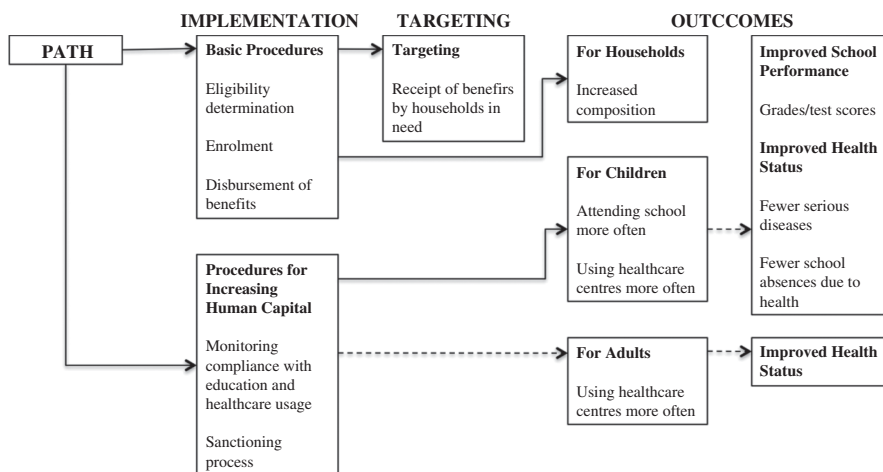 IMPLEMENTATION
TARGETING
OUTCCOMES
PATH
Basic Procedures
Eligibility
determination
Enrolment
Disbursement of
benefits
Targeting
Receipt of benefirs
by households in
need
For Households
Increased
composition
Improved School
Performance
Grades/test scores
Improved Health
Status
Fewer serious
diseases
Fewer school
absences due to
health
For Children
Attending school
more often
Using healthcare
centres more often
Procedures for
Increasing
Human Capital
Monitoring
compliance with
education and
healthcare usage
Sanctioning
process
For Adults
Using healthcare
centres more often
Improved Health
Status